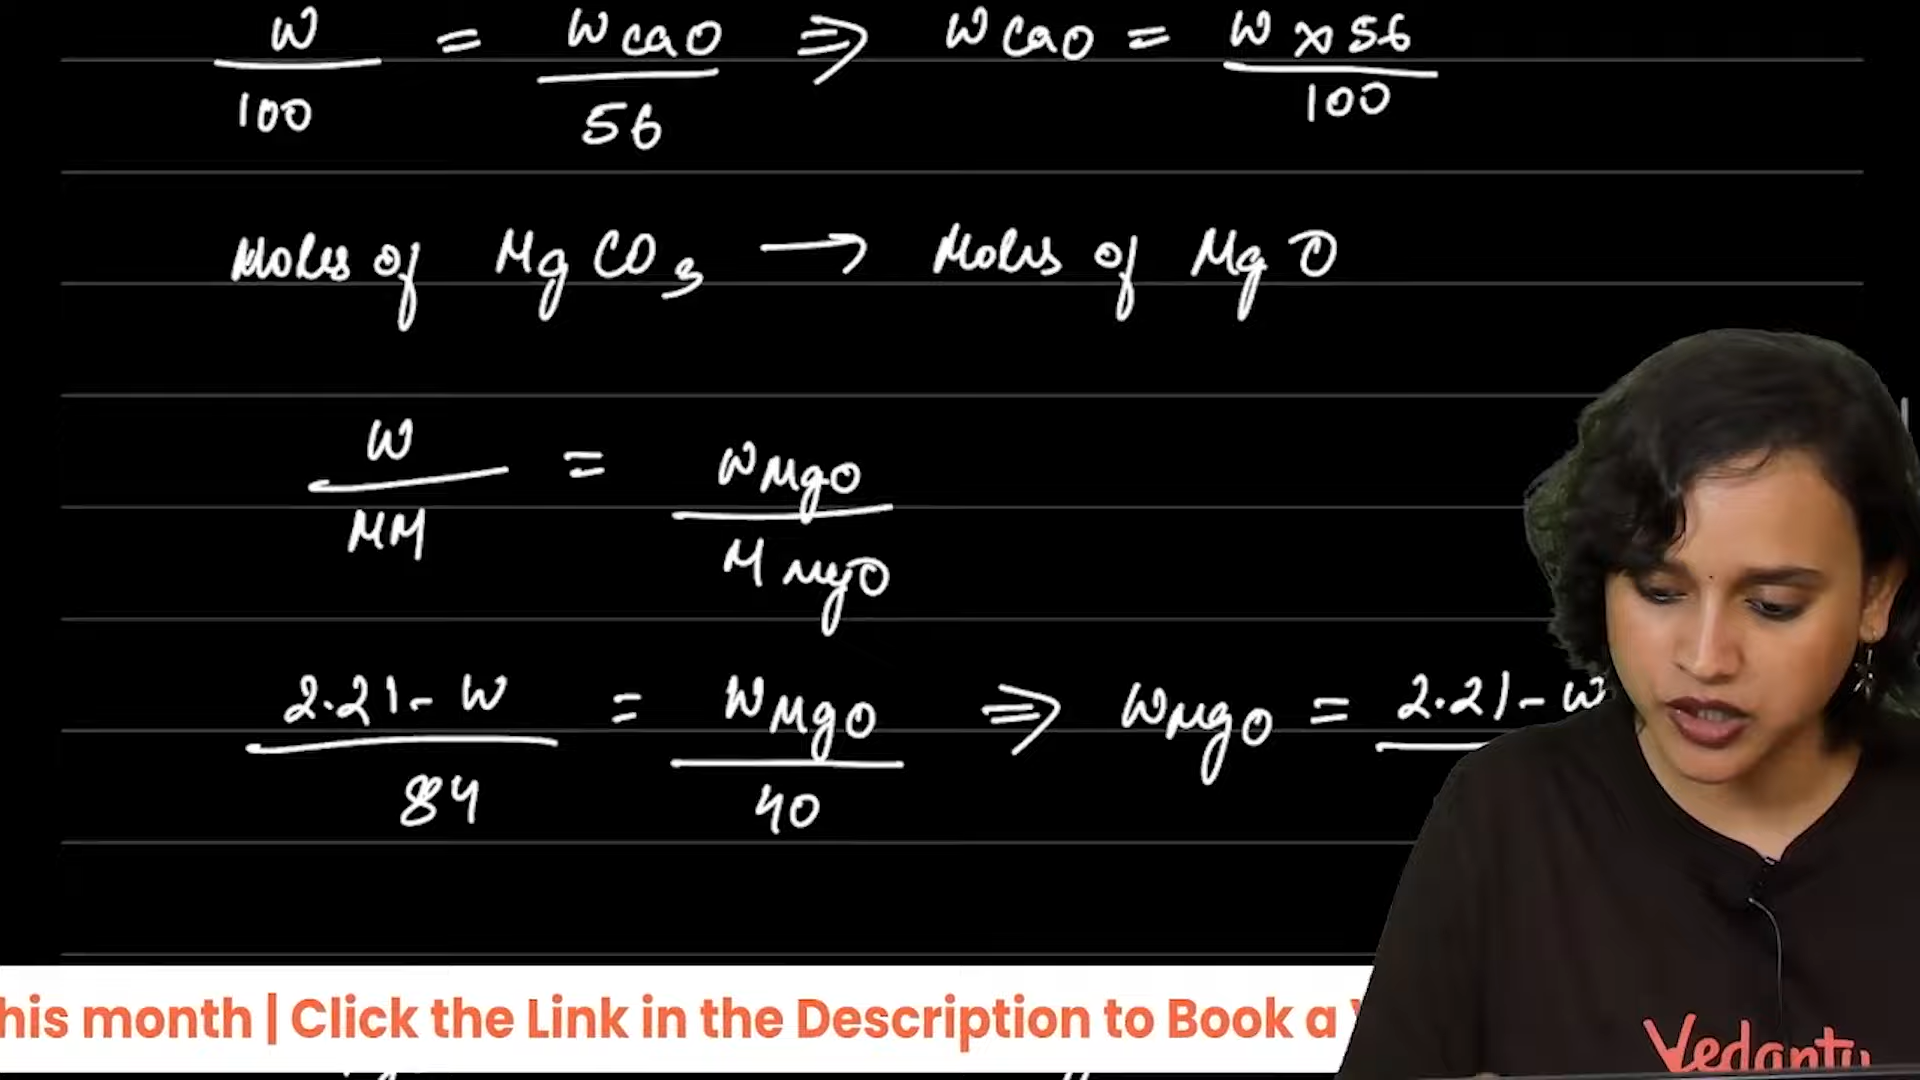 W/100 = WCaO/56 ⇒ WCaO = W × 56/100
Moles of MgCO3 → Moles of MgO
W/MM = WMgO/M MgO
2.21 - W/84 = WMgO/40 ⇒ WMgO = 2.21 - W
his month | Click the Link in the Description to Book a
Vedantu